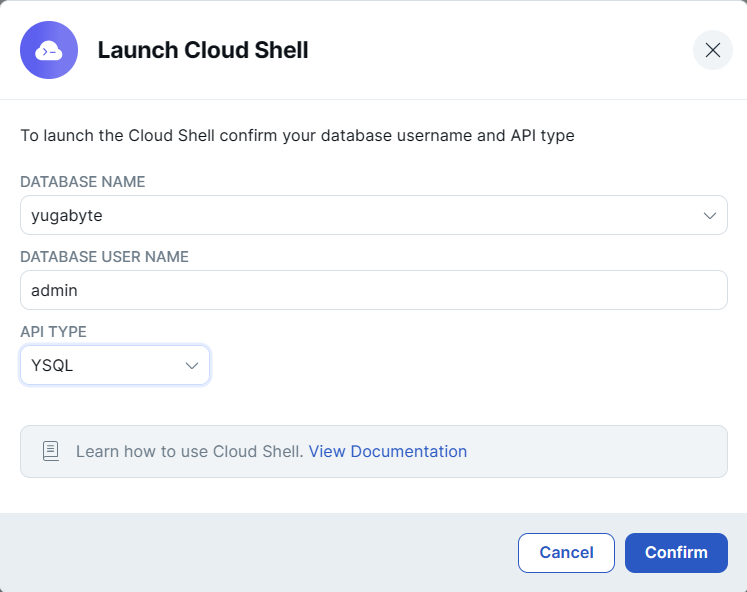 Launch Cloud Shell
To launch the Cloud Shell confirm your database username and API type
DATABASE NAME
yugabyte
DATABASE USER NAME
admin
API TYPE
YSQL
Learn how to use Cloud Shell. View Documentation
Cancel Confirm